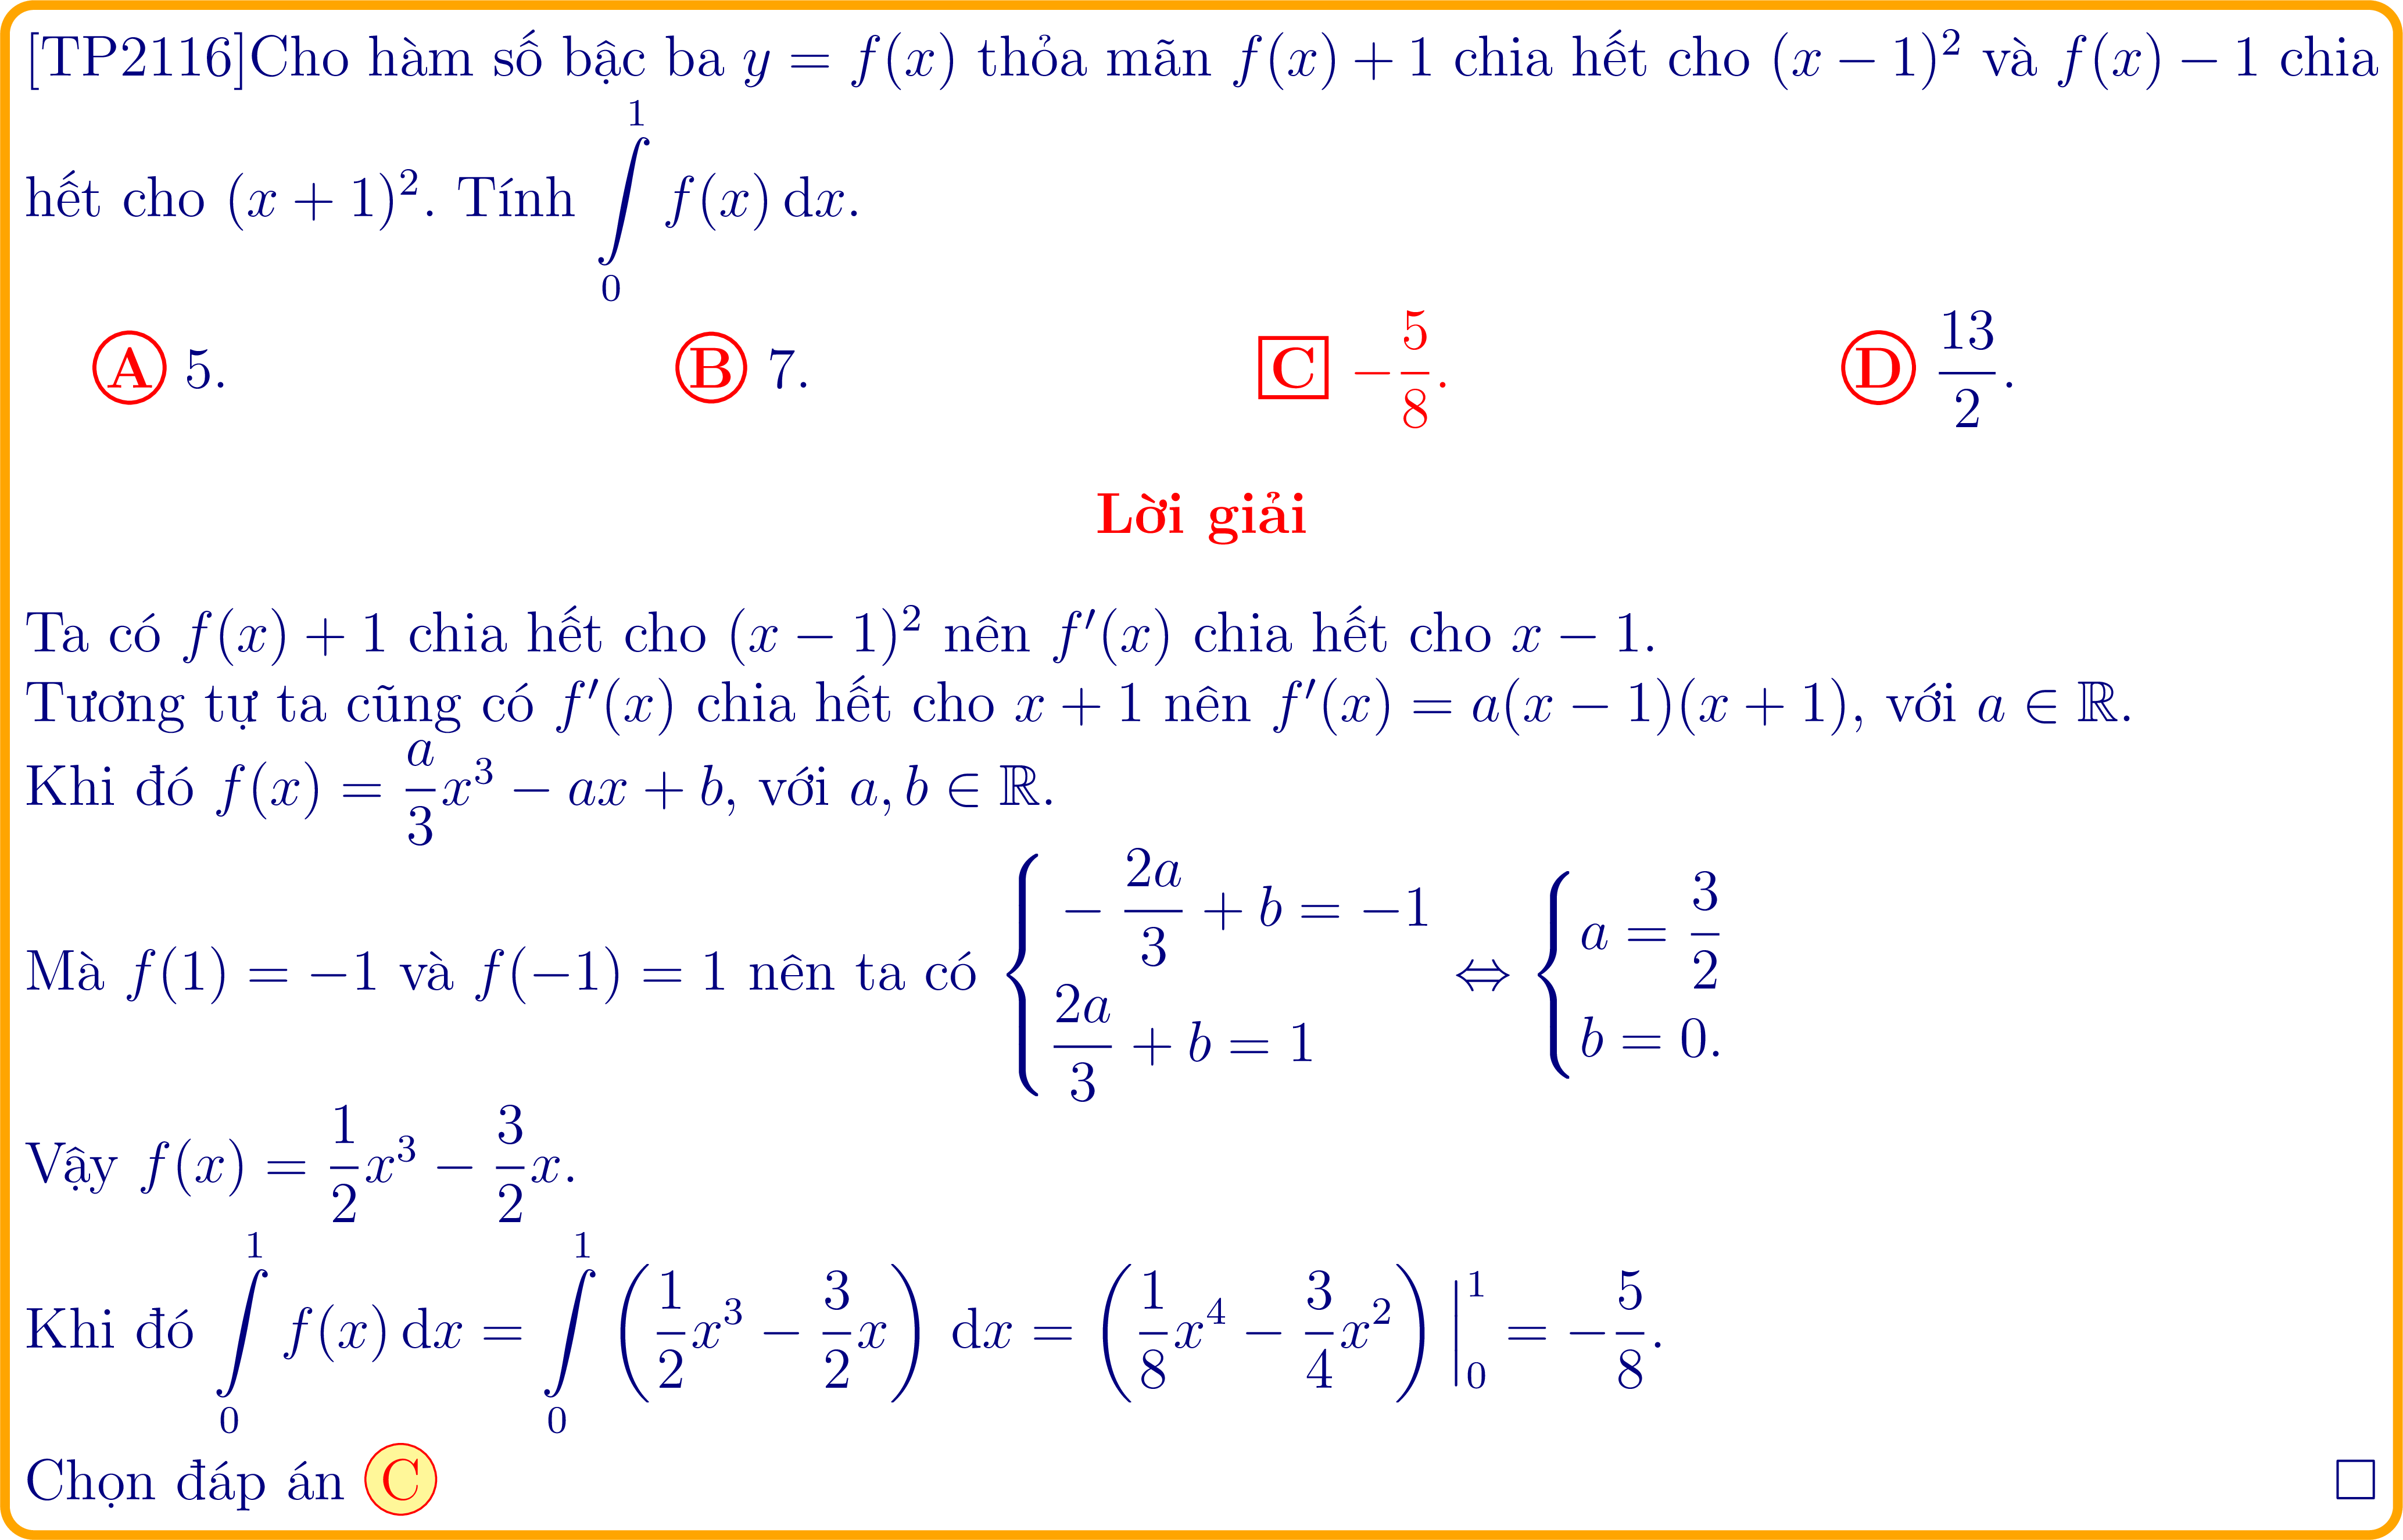 [TP2116]Cho hàm số bậc ba $y = f(x)$ thỏa mãn $f(x) + 1$ chia hết cho $(x - 1)^2$ và $f(x) - 1$ chia
hết cho $(x + 1)^2$. Tính $\int\limits_0^1 f(x)\,\mathrm{d}x$.
A 5. B 7. C $-\frac{5}{8}$. D $\frac{13}{2}$.
Lời giải
Ta có $f(x) + 1$ chia hết cho $(x - 1)^2$ nên $f'(x)$ chia hết cho $x - 1$.
Tương tự ta cũng có $f'(x)$ chia hết cho $x + 1$ nên $f'(x) = a(x - 1)(x + 1)$, với $a \in \mathbb{R}$.
Khi đó $f(x) = \frac{a}{3}x^3 - ax + b$, với $a, b \in \mathbb{R}$.
Mà $f(1) = -1$ và $f(-1) = 1$ nên ta có $\begin{cases} -\frac{2a}{3} + b = -1 \\ \frac{2a}{3} + b = 1 \end{cases} \Leftrightarrow \begin{cases} a = \frac{3}{2} \\ b = 0. \end{cases}$
Vậy $f(x) = \frac{1}{2}x^3 - \frac{3}{2}x$.
Khi đó $\int\limits_0^1 f(x)\,\mathrm{d}x = \int\limits_0^1 \left(\frac{1}{2}x^3 - \frac{3}{2}x\right) \mathrm{d}x = \left(\frac{1}{8}x^4 - \frac{3}{4}x^2\right)\Big|_0^1 = -\frac{5}{8}$.
Chọn đáp án C □